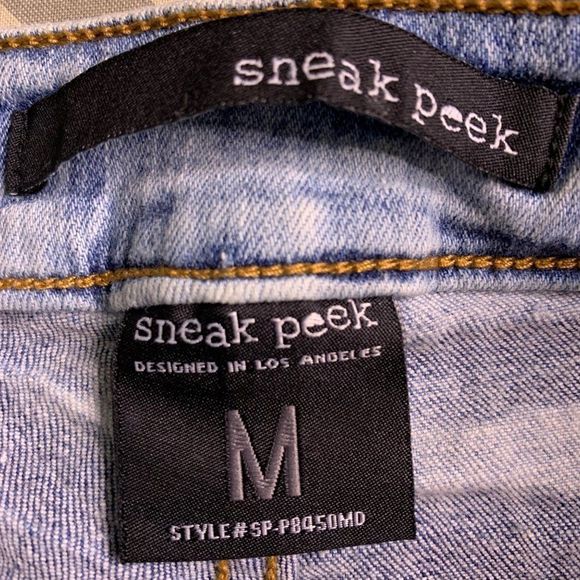 sneak peek
sneak peek
DESIGNED IN LOS ANGELES
M
STYLE#SP-P8450MD